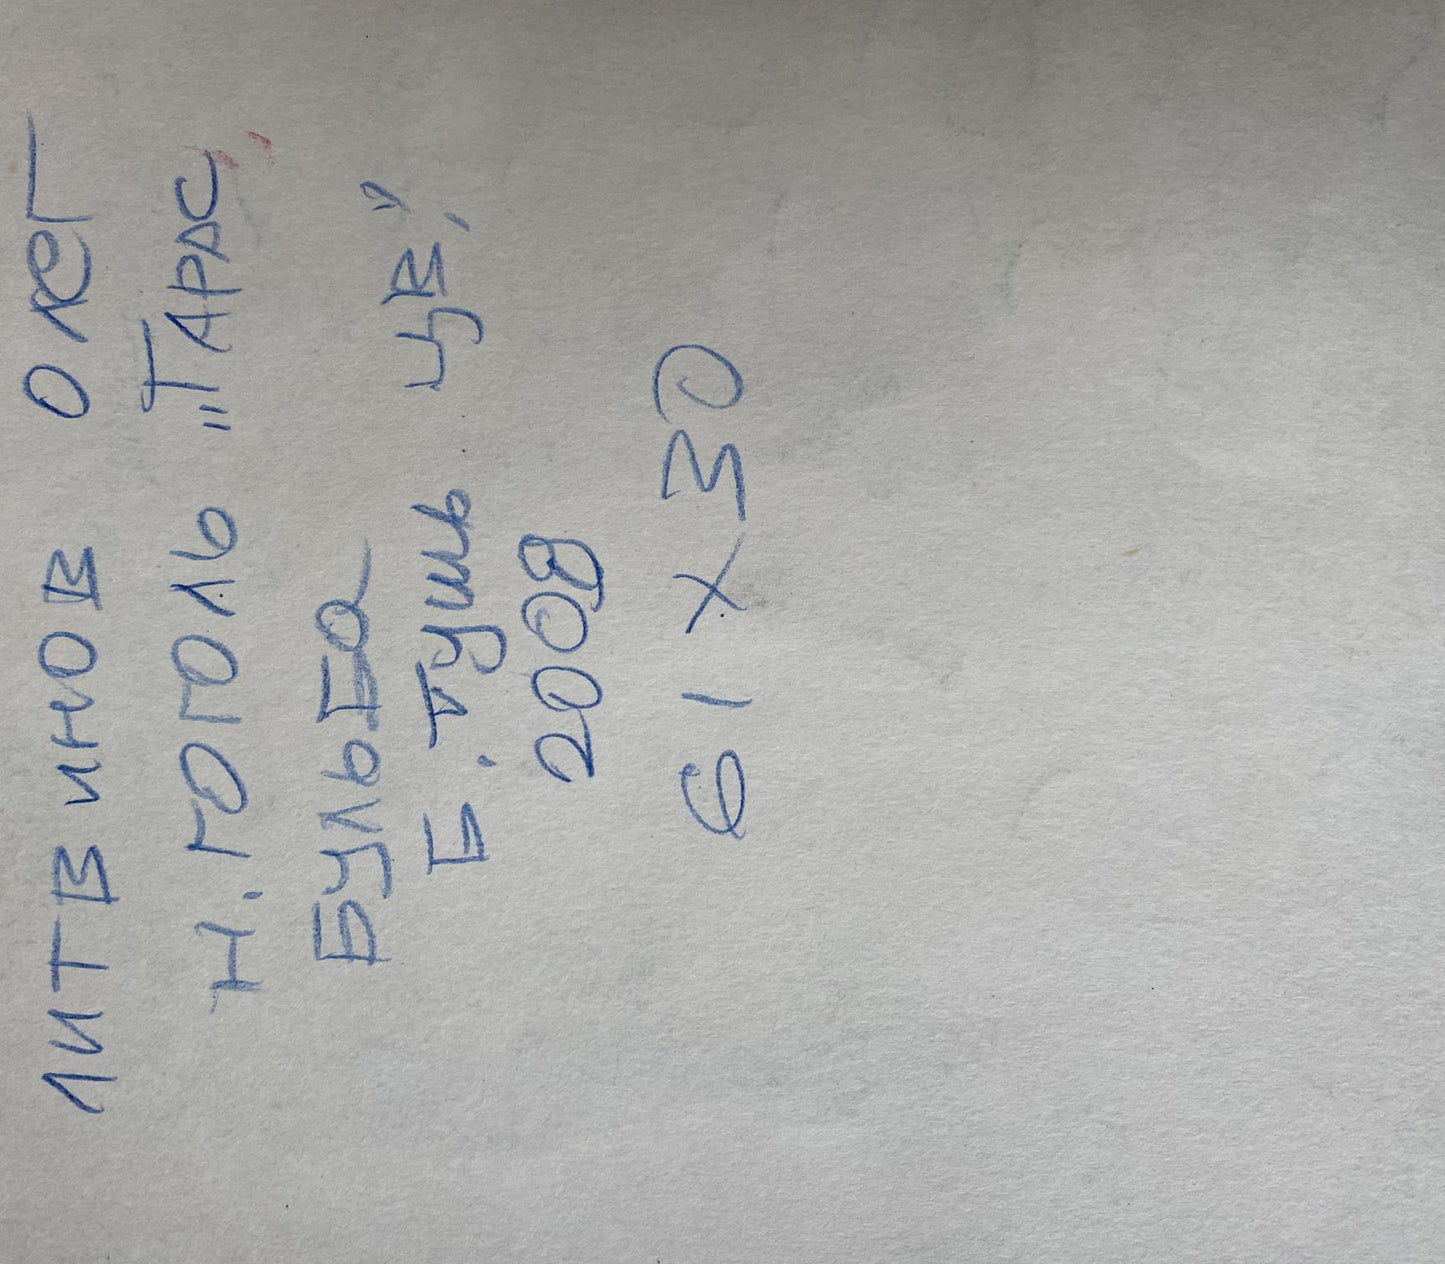 ЛИТВИНОВ ОЛЕГ
Н. ГОГОЛЬ „ТАРАС
БУЛЬБА"
Б. тушь цв.,
2008
61 х 30